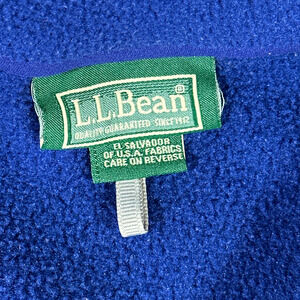 L.L.Bean®
QUALITY GUARANTEED SINCE 1912
EL SALVADOR
OF U.S.A. FABRICS
CARE ON REVERSE